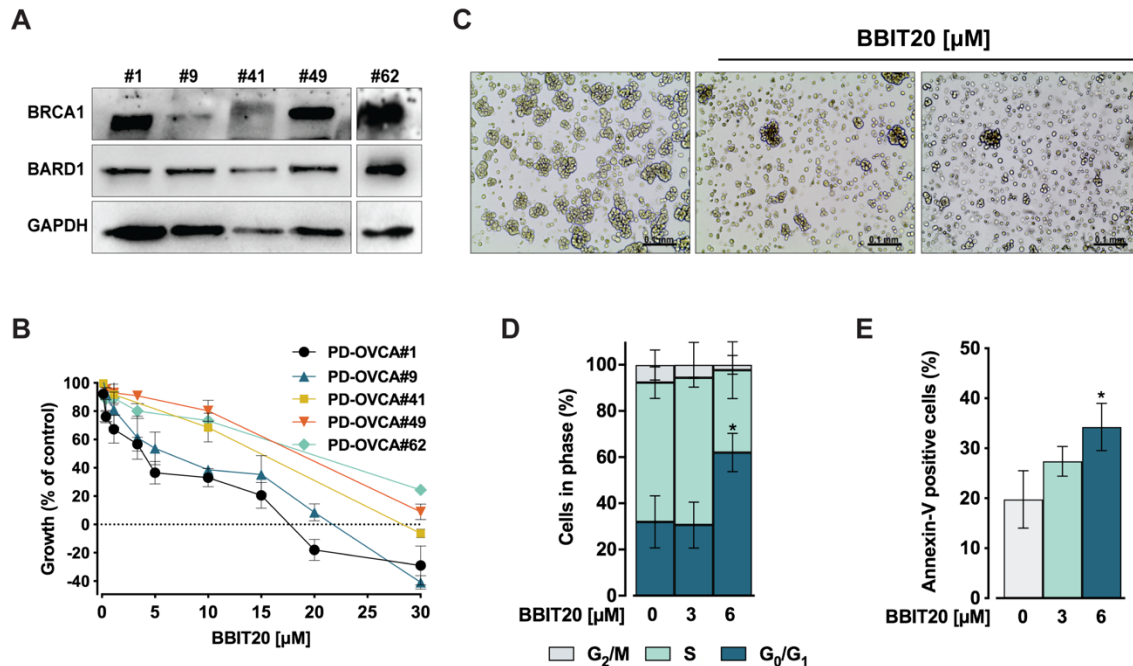 A
#1 #9 #41 #49 #62
BRCA1
BARD1
GAPDH
C
BBIT20 [µM]
0.1 mm
0.1 mm
0.1 mm
B
PD-OVCA#1
PD-OVCA#9
PD-OVCA#41
PD-OVCA#49
PD-OVCA#62
Growth (% of control)
100
80
60
40
20
0
-20
-40
0 5 10 15 20 25 30
BBIT20 [µM]
D
Cells in phase (%)
100
80
60
40
20
0
*
BBIT20 [µM] 0 3 6
G₂/M S G₀/G₁
E
Annexin-V positive cells (%)
50
40
30
20
10
0
*
BBIT20 [µM] 0 3 6